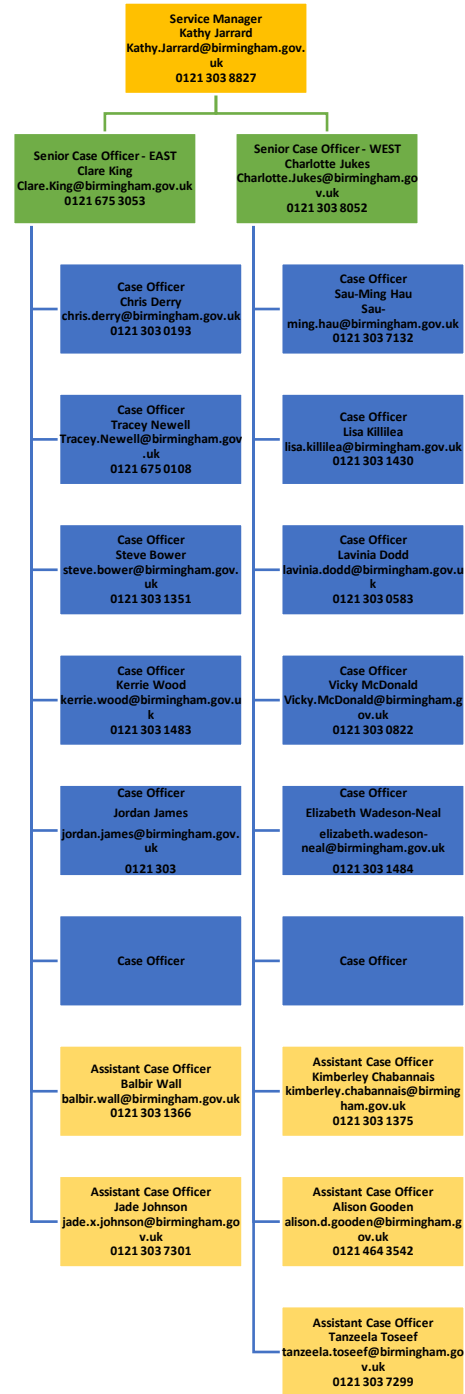 Service Manager
Kathy Jarrard
Kathy.Jarrard@birmingham.gov.
uk
0121 303 8827
Senior Case Officer - EAST
Clare King
Clare.King@birmingham.gov.uk
0121 675 3053
Senior Case Officer - WEST
Charlotte Jukes
Charlotte.Jukes@birmingham.go
v.uk
0121 303 8052
Case Officer
Chris Derry
chris.derry@birmingham.gov.uk
0121 303 0193
Case Officer
Sau-Ming Hau
Sau-
ming.hau@birmingham.gov.uk
0121 303 7132
Case Officer
Tracey Newell
Tracey.Newell@birmingham.gov
.uk
0121 675 0108
Case Officer
Lisa Killilea
lisa.killilea@birmingham.gov.uk
0121 303 1430
Case Officer
Steve Bower
steve.bower@birmingham.gov.
uk
0121 303 1351
Case Officer
Lavinia Dodd
lavinia.dodd@birmingham.gov.u
k
0121 303 0583
Case Officer
Kerrie Wood
kerrie.wood@birmingham.gov.u
k
0121 303 1483
Case Officer
Vicky McDonald
Vicky.McDonald@birmingham.g
ov.uk
0121 303 0822
Case Officer
Jordan James
jordan.james@birmingham.gov.
uk
0121 303
Case Officer
Elizabeth Wadeson-Neal
elizabeth.wadeson-
neal@birmingham.gov.uk
0121 303 1484
Case Officer
Case Officer
Assistant Case Officer
Balbir Wall
balbir.wall@birmingham.gov.uk
0121 303 1366
Assistant Case Officer
Kimberley Chabannais
kimberley.chabannais@birming
ham.gov.uk
0121 303 1375
Assistant Case Officer
Jade Johnson
jade.x.johnson@birmingham.go
v.uk
0121 303 7301
Assistant Case Officer
Alison Gooden
alison.d.gooden@birmingham.g
ov.uk
0121 464 3542
Assistant Case Officer
Tanzeela Toseef
tanzeela.toseef@birmingham.go
v.uk
0121 303 7299